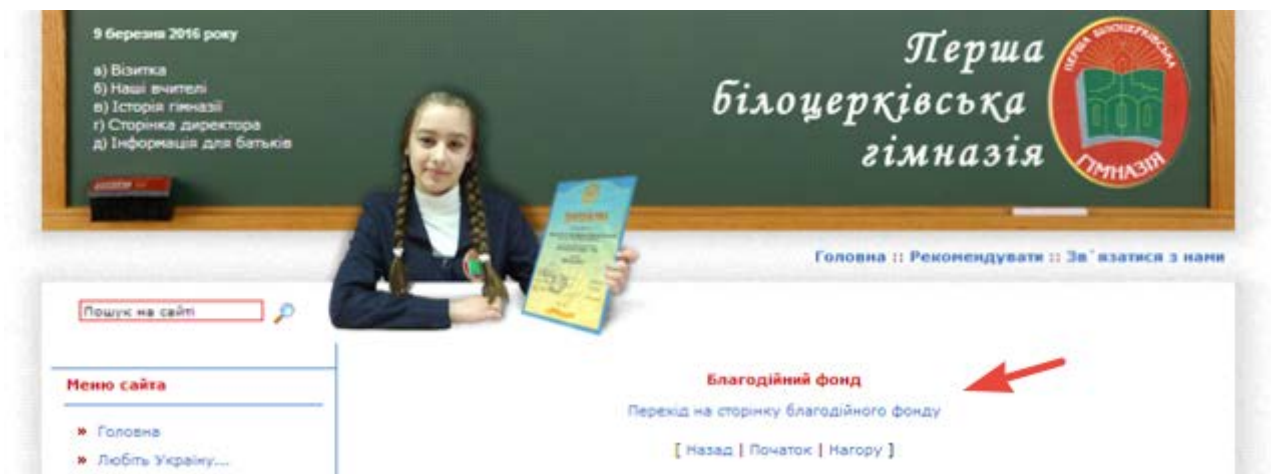 9 березня 2016 року
а) Візитка
б) Наші вчителі
в) Історія гімназії
г) Сторінка директора
д) Інформація для батьків
Перша
білоцерківська
гімназія
ПЕРША БІЛОЦЕРКІВСЬКА
ГІМНАЗІЯ
Головна :: Рекомендувати :: Зв`язатися з нами
Пошук на сайті
Меню сайта
» Головна
» Любіть Україну....
Благодійний фонд
Перехід на сторінку благодійного фонду
[ Назад | Початок | Нагору ]